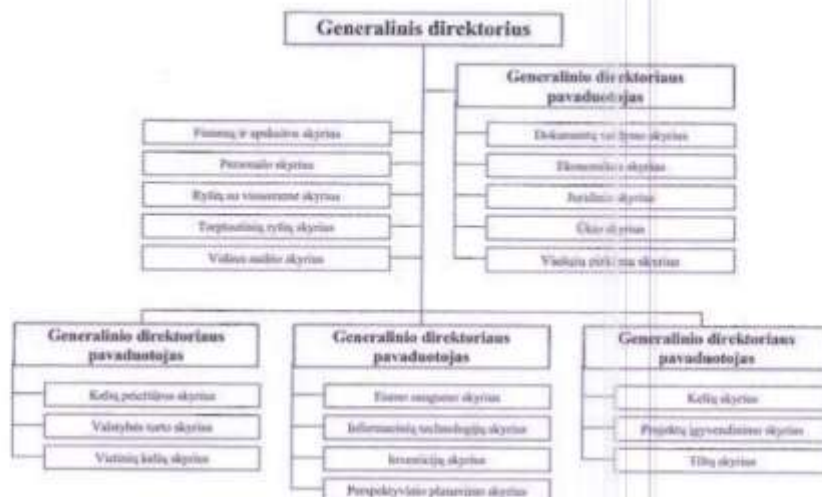 Generalinis direktorius
Generalinio direktoriaus
pavaduotojas
Finansų ir apskaitos skyrius
Personalo skyrius
Ryšių su visuomene skyrius
Tarptautinių ryšių skyrius
Vidaus audito skyrius
Dokumentų valdymo skyrius
Ekonomikos skyrius
Juridinis skyrius
Ūkio skyrius
Viešųjų pirkimų skyrius
Generalinio direktoriaus
pavaduotojas
Kelių priežiūros skyrius
Valstybės turto skyrius
Vietinių kelių skyrius
Generalinio direktoriaus
pavaduotojas
Eismo saugumo skyrius
Informacinių technologijų skyrius
Investicijų skyrius
Perspektyvinio planavimo skyrius
Generalinio direktoriaus
pavaduotojas
Kelių skyrius
Projektų įgyvendinimo skyrius
Tiltų skyrius